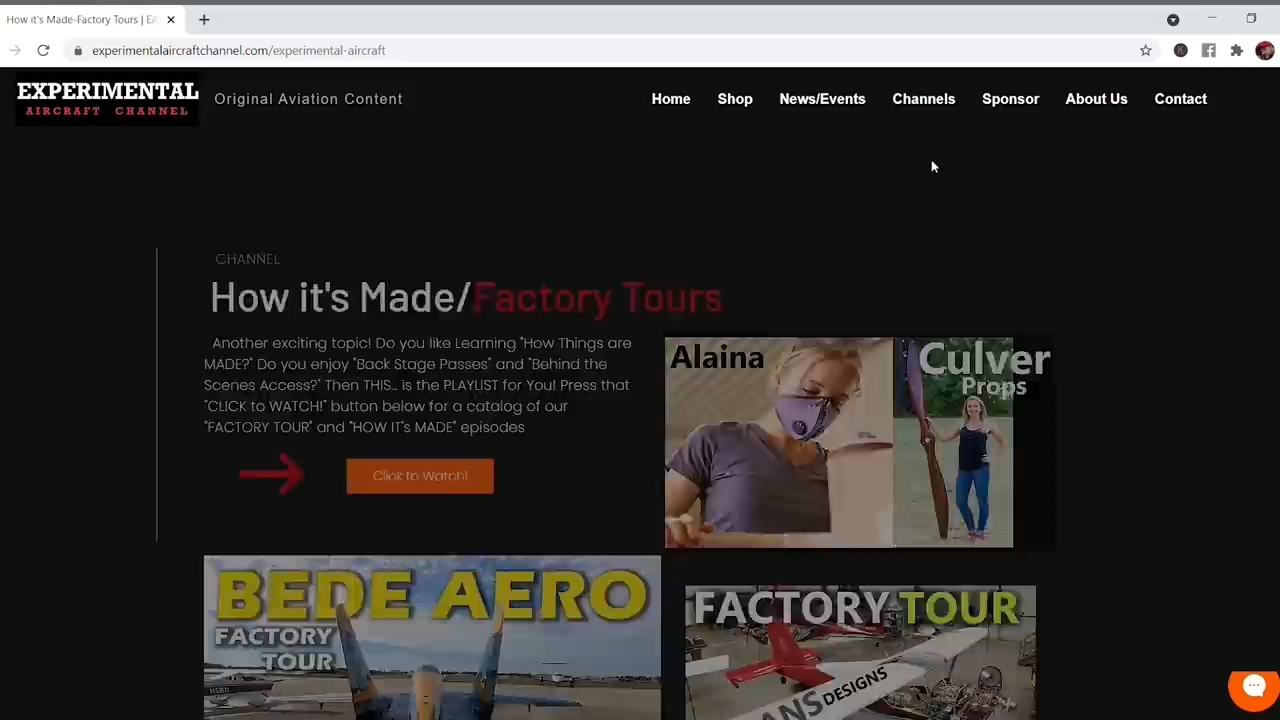 How it's Made-Factory Tours | EA
experimentalaircraftchannel.com/experimental-aircraft
EXPERIMENTAL
AIRCRAFT CHANNEL
Original Aviation Content
Home
Shop
News/Events
Channels
Sponsor
About Us
Contact
CHANNEL
How it's Made/Factory Tours
Another exciting topic! Do you like Learning "How Things are
MADE?" Do you enjoy "Back Stage Passes" and "Behind the
Scenes Access?" Then THIS... is the PLAYLIST for You! Press that
"CLICK to WATCH!" button below for a catalog of our
"FACTORY TOUR" and "HOW IT's MADE" episodes
Click to Watch!
Alaina
Culver
Props
BEDE AERO
FACTORY
TOUR
FACTORY TOUR
ANS DESIGNS